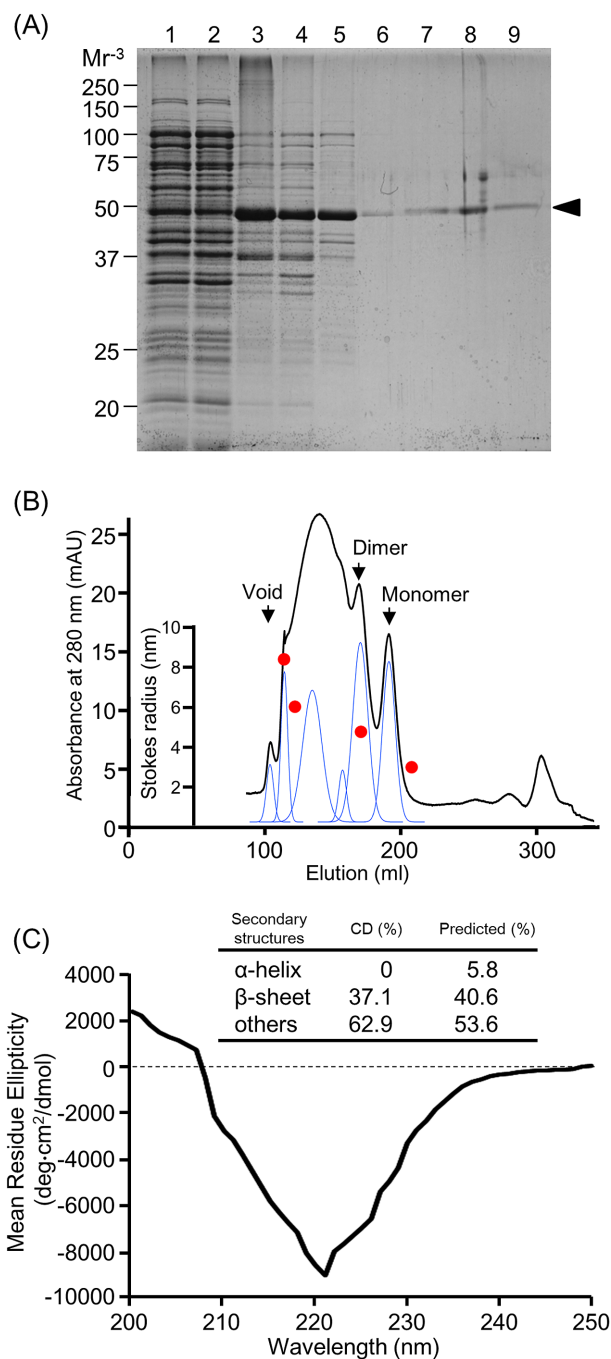 (A)
1 2 3 4 5 6 7 8 9
Mr-3
250
150
100
75
50
37
25
20
(B)
Absorbance at 280 nm (mAU)
25
20
15
10
5
0
Stokes radius (nm)
10
8
6
4
2
Void
Dimer
Monomer
0 100 200 300
Elution (ml)
(C)
Secondary structures CD (%) Predicted (%)
α-helix 0 5.8
β-sheet 37.1 40.6
others 62.9 53.6
Mean Residue Ellipticity
(deg·cm2/dmol)
4000
2000
0
-2000
-4000
-6000
-8000
-10000
200 210 220 230 240 250
Wavelength (nm)